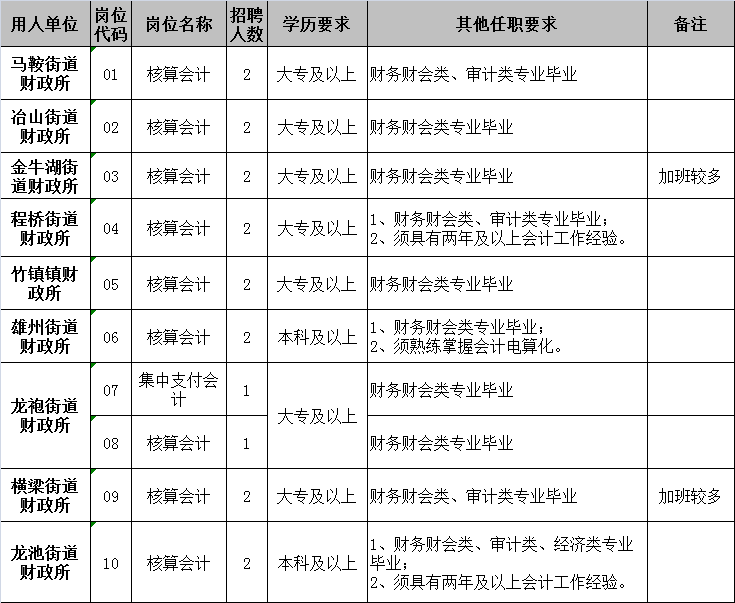 用人单位 岗位代码 岗位名称 招聘人数 学历要求 其他任职要求 备注
马鞍街道财政所 01 核算会计 2 大专及以上 财务财会类、审计类专业毕业
冶山街道财政所 02 核算会计 2 大专及以上 财务财会类专业毕业
金牛湖街道财政所 03 核算会计 2 大专及以上 财务财会类专业毕业 加班较多
程桥街道财政所 04 核算会计 2 大专及以上 1、财务财会类、审计类专业毕业；
2、须具有两年及以上会计工作经验。
竹镇镇财政所 05 核算会计 2 大专及以上 财务财会类专业毕业
雄州街道财政所 06 核算会计 2 本科及以上 1、财务财会类专业毕业；
2、须熟练掌握会计电算化。
龙袍街道财政所 07 集中支付会计 1 大专及以上 财务财会类专业毕业
08 核算会计 1 财务财会类专业毕业
横梁街道财政所 09 核算会计 2 大专及以上 财务财会类、审计类专业毕业 加班较多
龙池街道财政所 10 核算会计 2 本科及以上 1、财务财会类、审计类、经济类专业毕业；
2、须具有两年及以上会计工作经验。